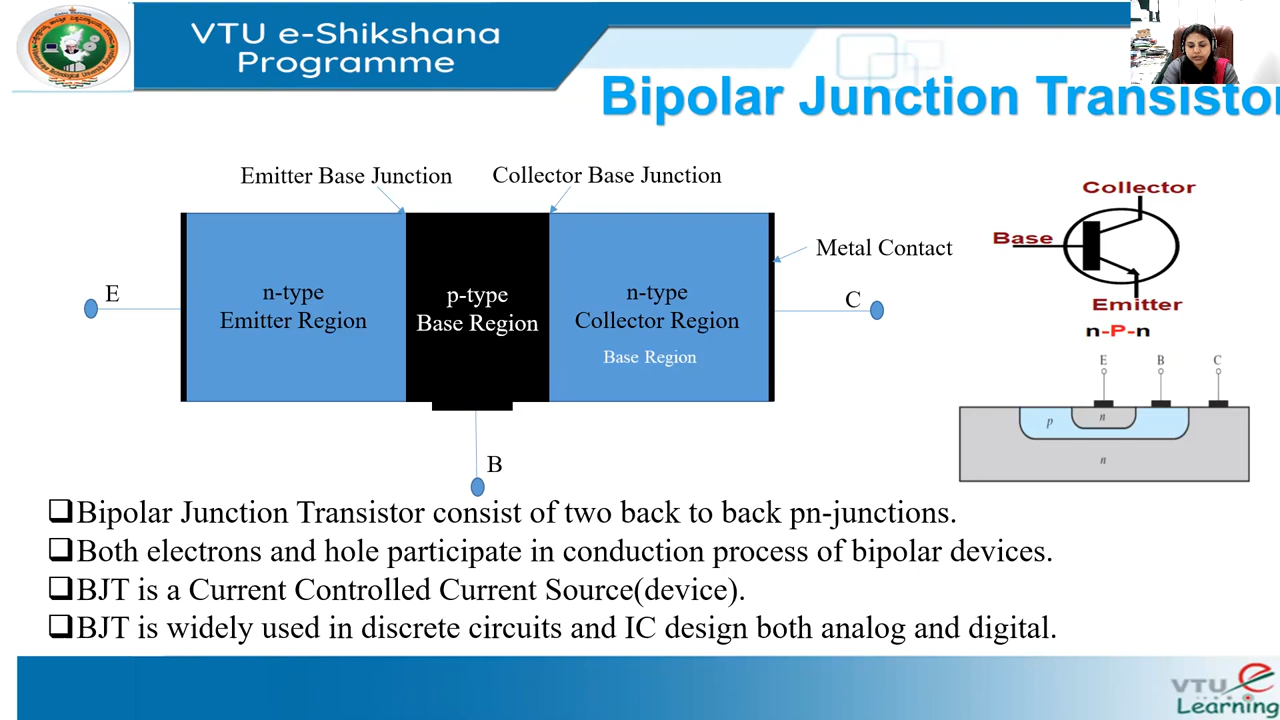 VTU e-Shikshana
Programme
Bipolar Junction Transistor
Emitter Base Junction
Collector Base Junction
Collector
Base
Metal Contact
E
n-type
Emitter Region
p-type
Base Region
n-type
Collector Region
C
Emitter
n-P-n
Base Region
E B C
p
n
n
B
❑Bipolar Junction Transistor consist of two back to back pn-junctions.
❑Both electrons and hole participate in conduction process of bipolar devices.
❑BJT is a Current Controlled Current Source(device).
❑BJT is widely used in discrete circuits and IC design both analog and digital.
VTU e
Learning